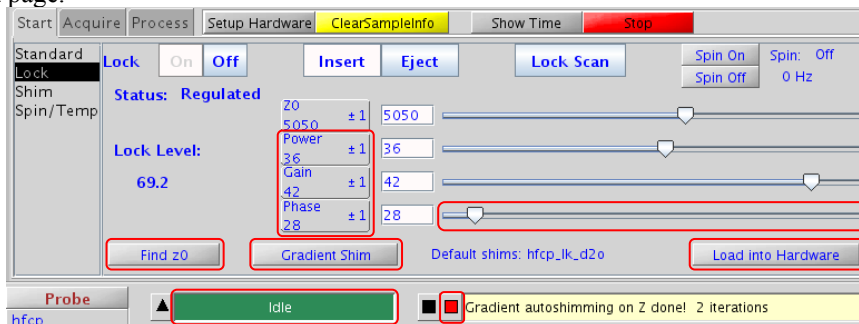 page.
Start Acquire Process Setup Hardware ClearSampleInfo Show Time Stop
Standard
Lock
Shim
Spin/Temp
Lock On Off Insert Eject Lock Scan Spin On Spin: Off
Spin Off 0 Hz
Status: Regulated
Z0 ±1 5050
5050
Power ±1 36
36
Lock Level:
69.2
Gain ±1 42
42
Phase ±1 28
28
Find z0 Gradient Shim Default shims: hfcp_lk_d2o Load into Hardware
Probe
hfcp
Idle
Gradient autoshimming on Z done! 2 iterations